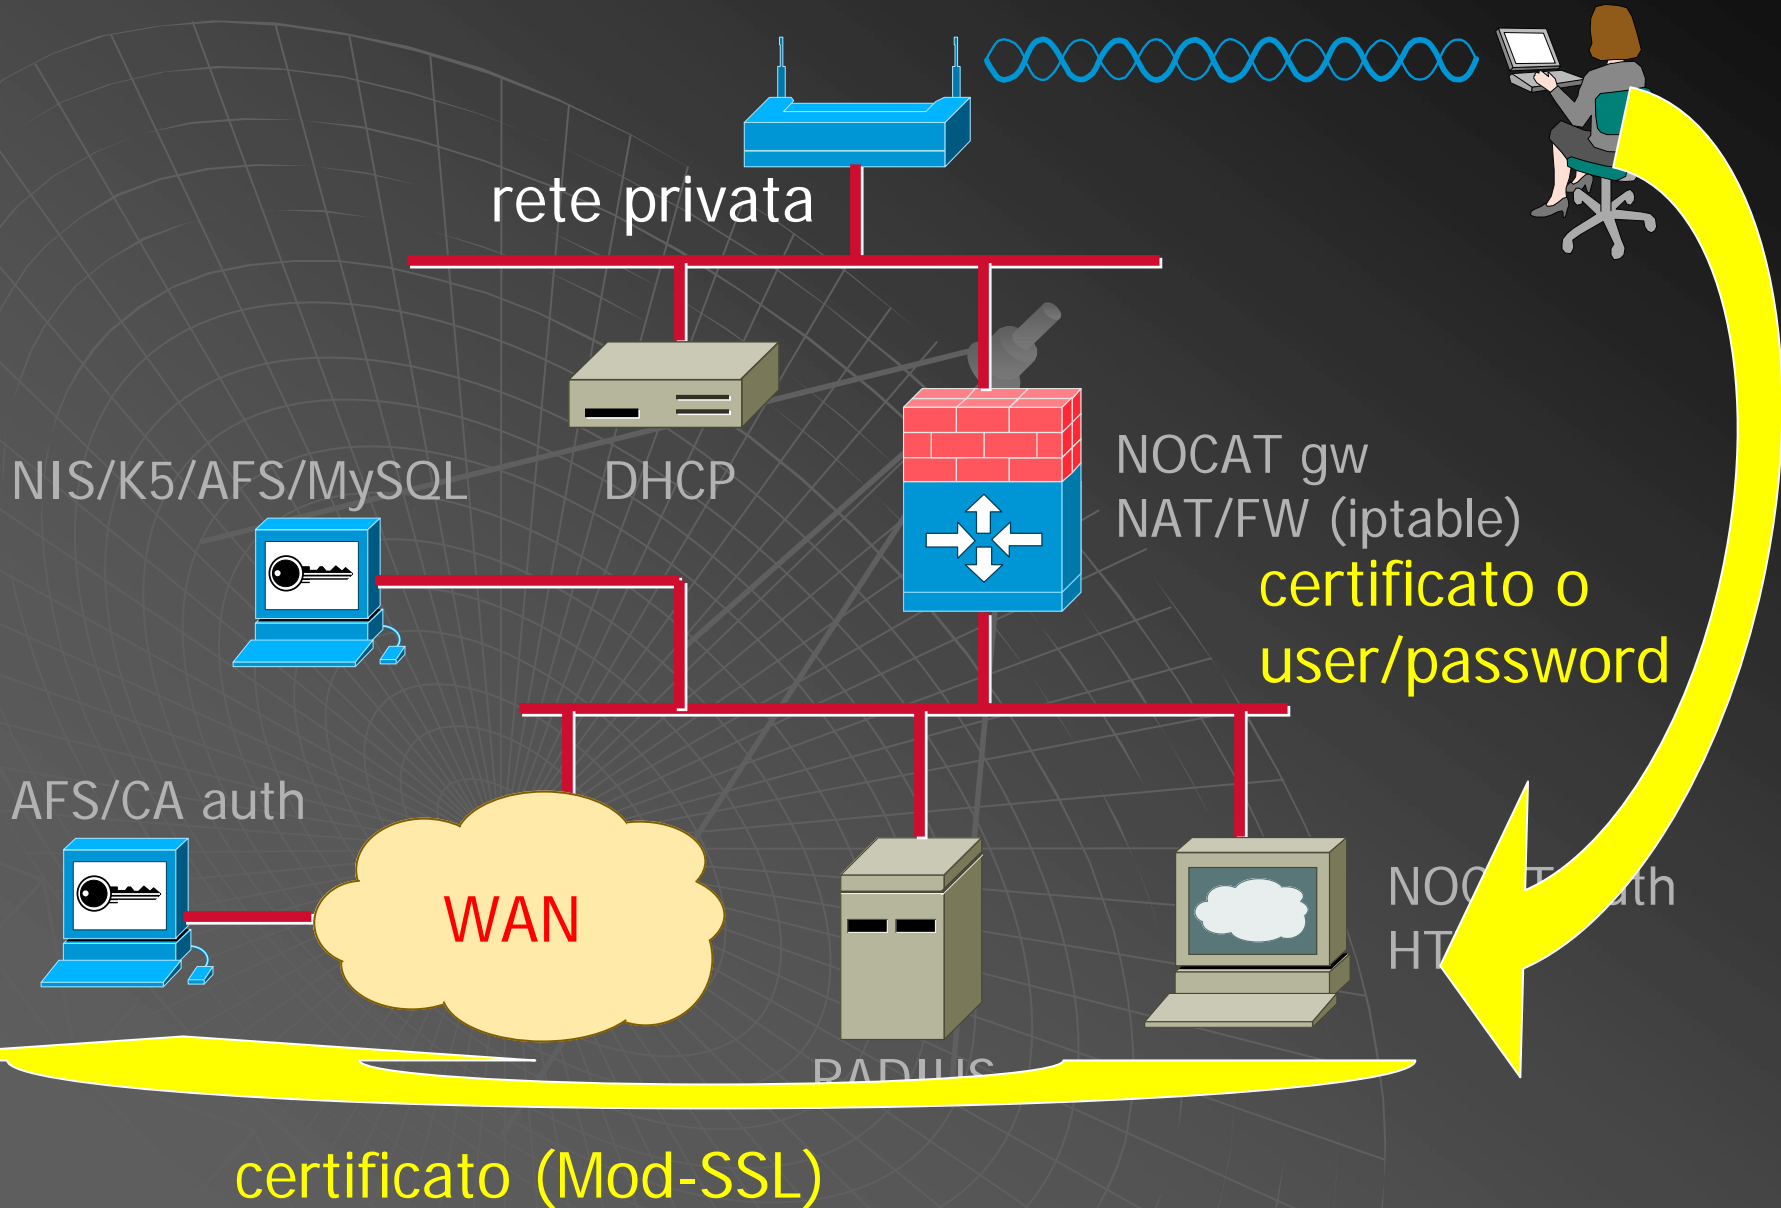 rete privata
NIS/K5/AFS/MySQL
DHCP
NOCAT gw
NAT/FW (iptable)
certificato o
user/password
AFS/CA auth
WAN
RADIUS
certificato (Mod-SSL)